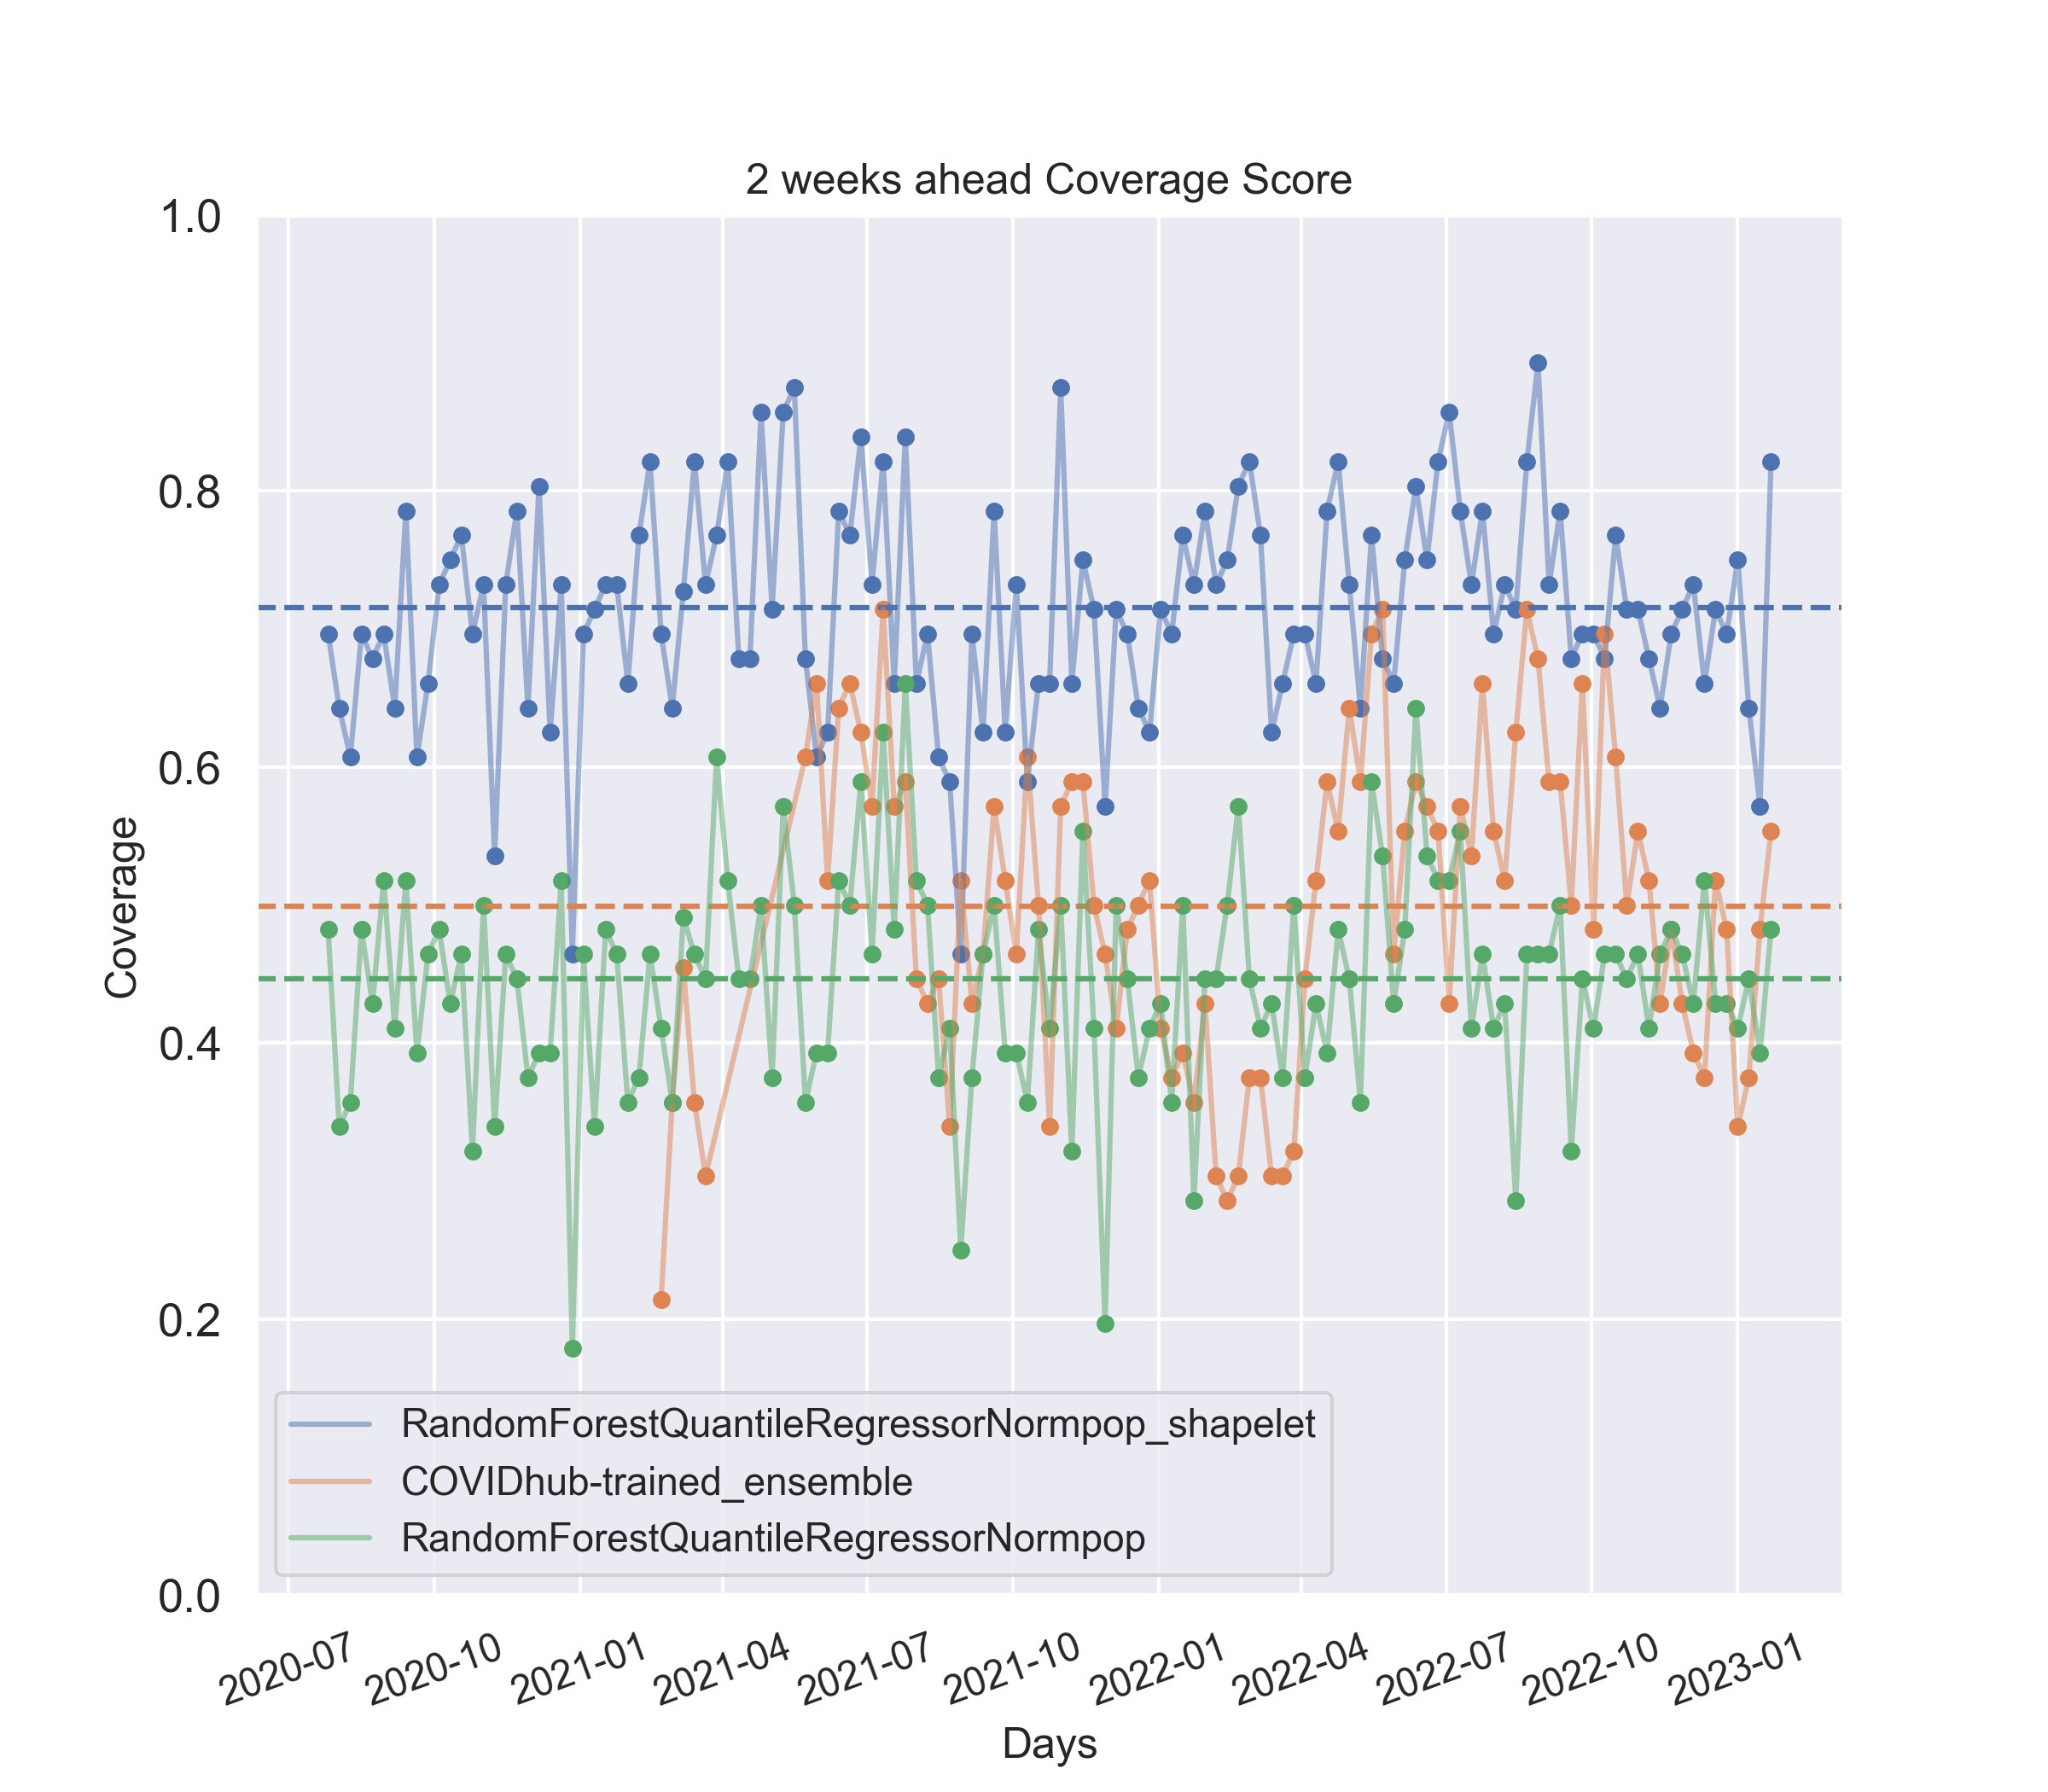 2 weeks ahead Coverage Score
1.0
0.8
0.6
0.4
0.2
0.0
Coverage
RandomForestQuantileRegressorNormpop_shapelet
COVIDhub-trained_ensemble
RandomForestQuantileRegressorNormpop
2020-07
2020-10
2021-01
2021-04
2021-07
2021-10
2022-01
2022-04
2022-07
2022-10
2023-01
Days